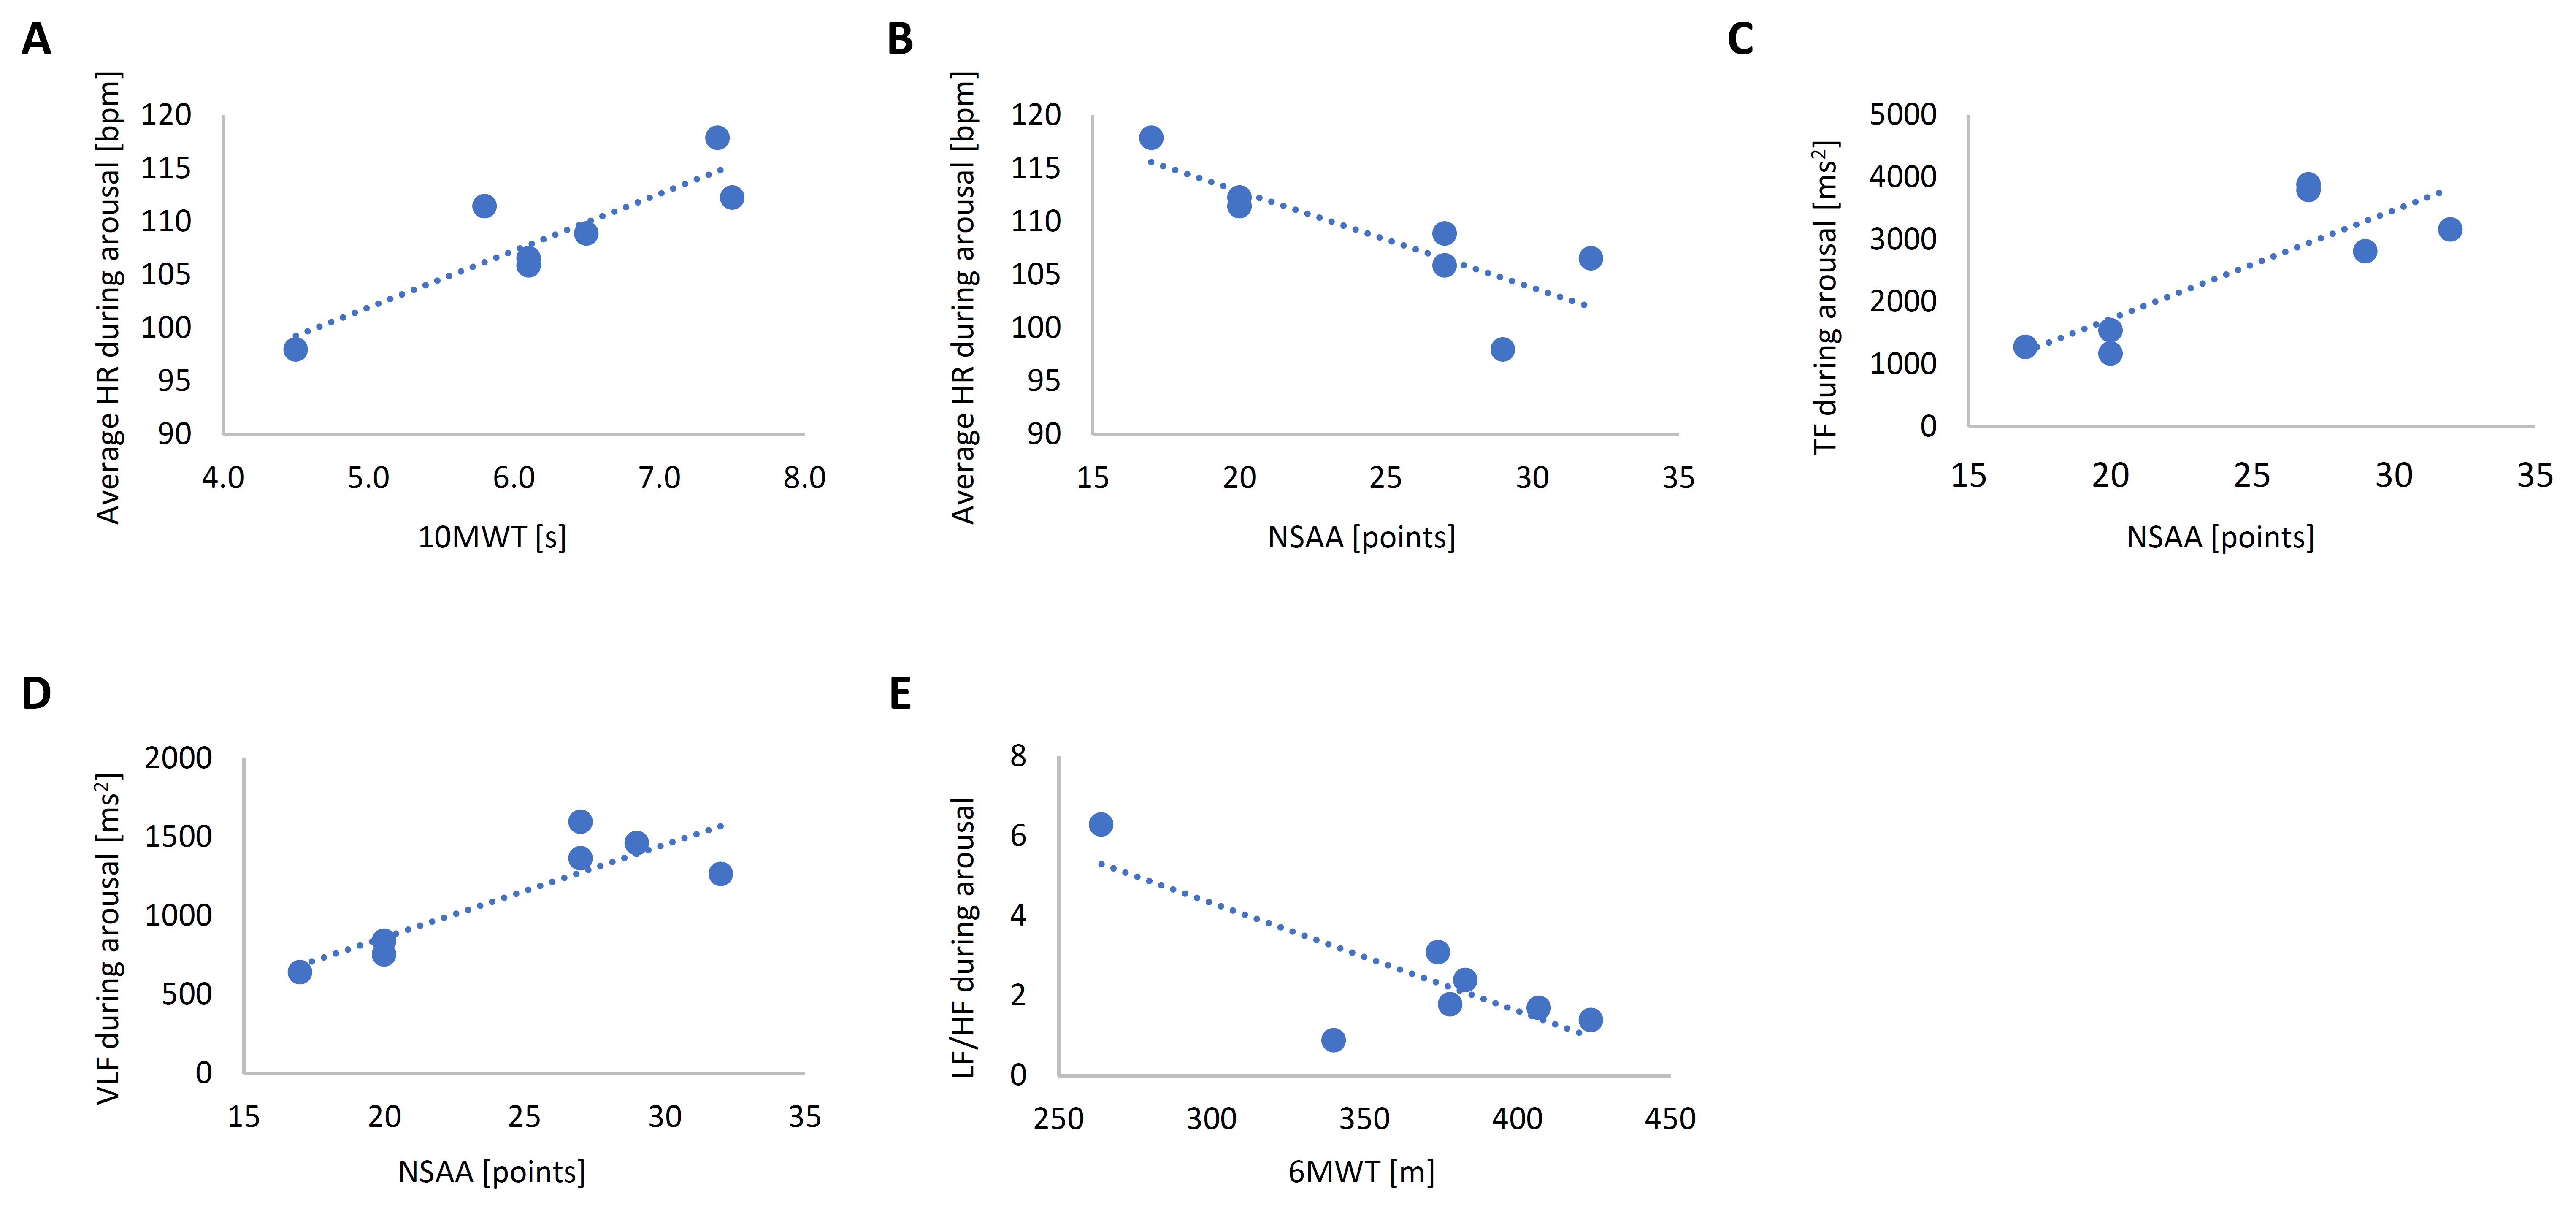 A
Average HR during arousal [bpm]
120
115
110
105
100
95
90
4.0 5.0 6.0 7.0 8.0
10MWT [s]
B
Average HR during arousal [bpm]
120
115
110
105
100
95
90
15 20 25 30 35
NSAA [points]
C
TF during arousal [ms²]
5000
4000
3000
2000
1000
0
15 20 25 30 35
NSAA [points]
D
VLF during arousal [ms²]
2000
1500
1000
500
0
15 20 25 30 35
NSAA [points]
E
LF/HF during arousal
8
6
4
2
0
250 300 350 400 450
6MWT [m]